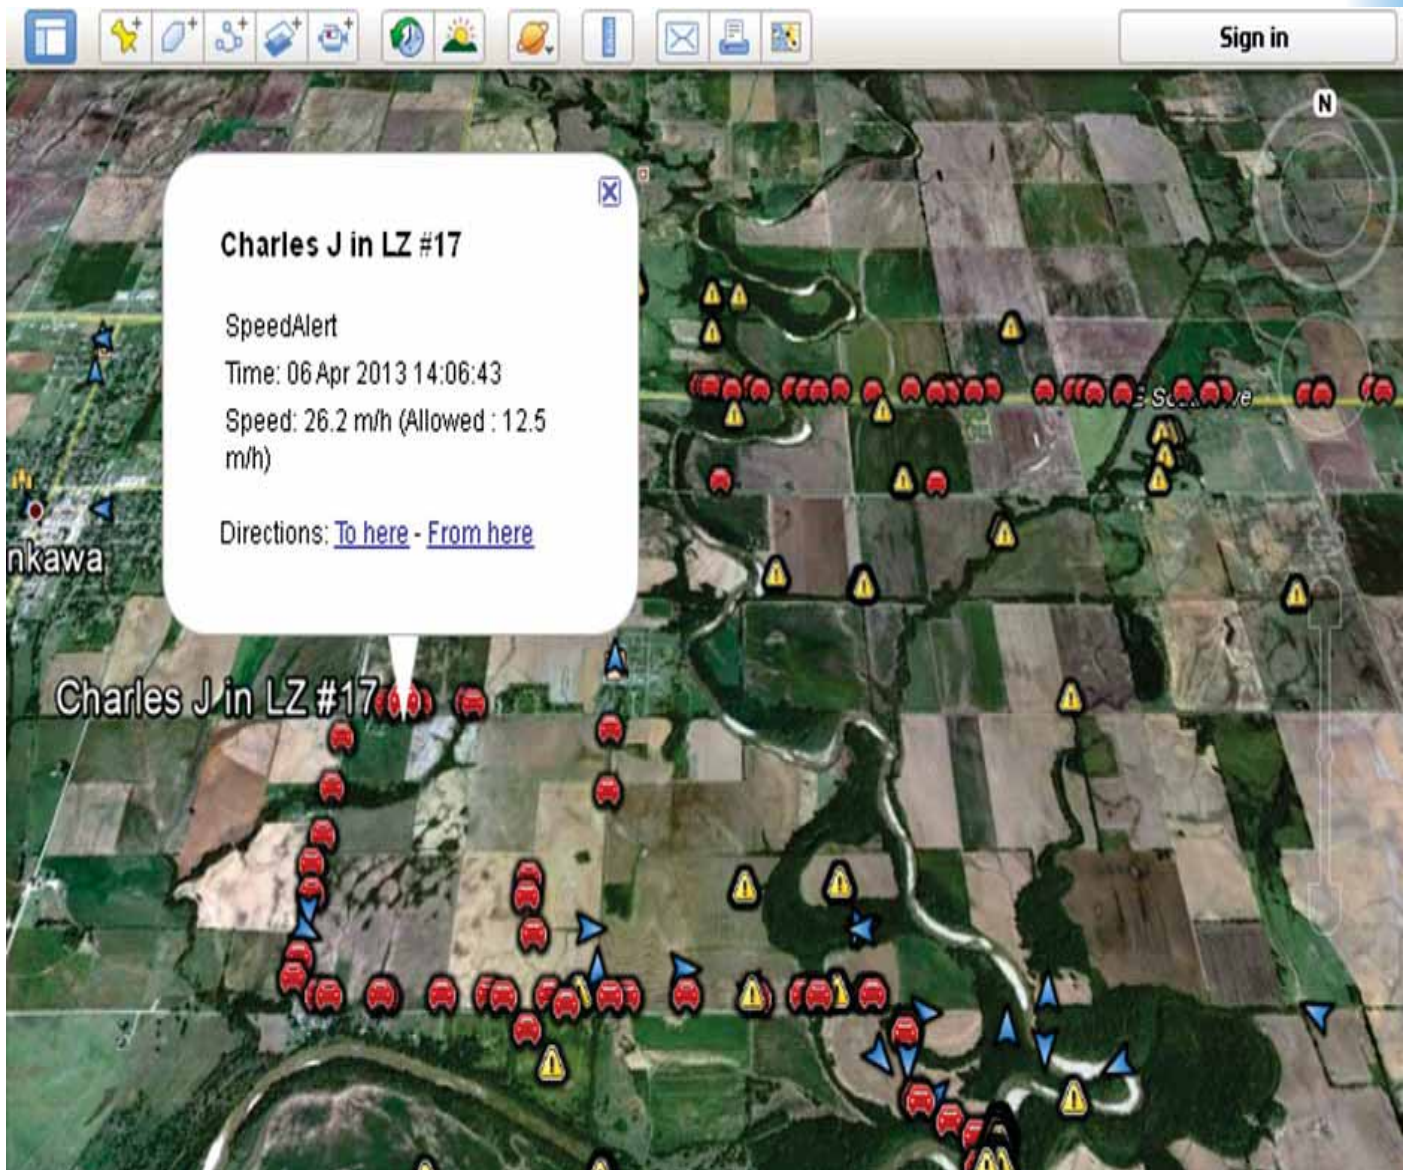 Sign in
N
Charles J in LZ #17
SpeedAlert
Time: 06 Apr 2013 14:06:43
Speed: 26.2 m/h (Allowed : 12.5
m/h)
Directions: To here - From here
nkawa
Charles J in LZ #17